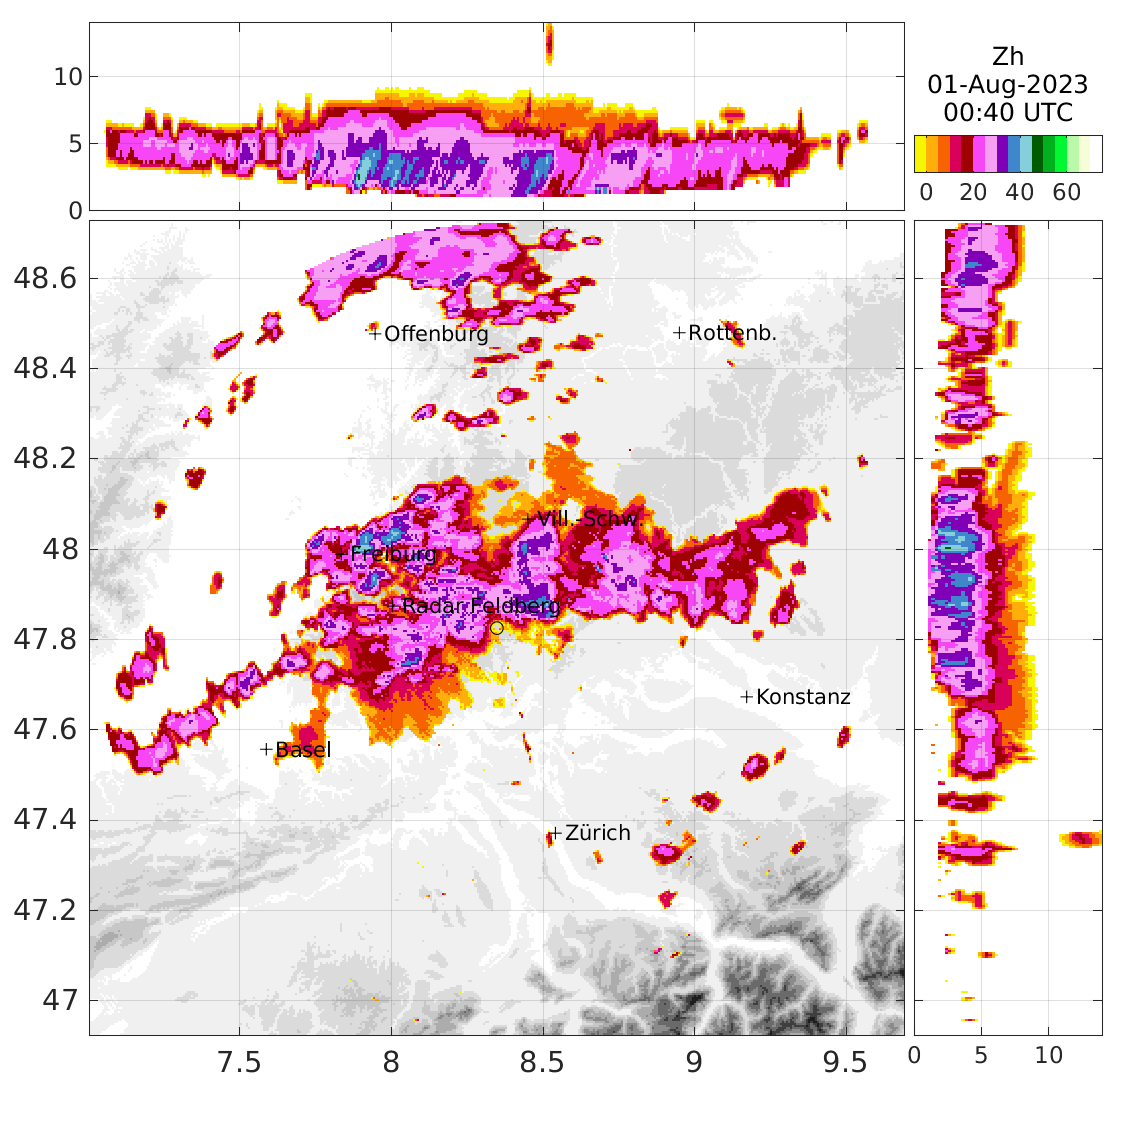 10
5
0
Zh
01-Aug-2023
00:40 UTC
0 20 40 60
48.6
48.4
48.2
48
47.8
47.6
47.4
47.2
47
Offenburg
Rottenb.
Vill.-Schw.
Freiburg
Radar Feldberg
Konstanz
Basel
Zürich
7.5 8 8.5 9 9.5
0 5 10